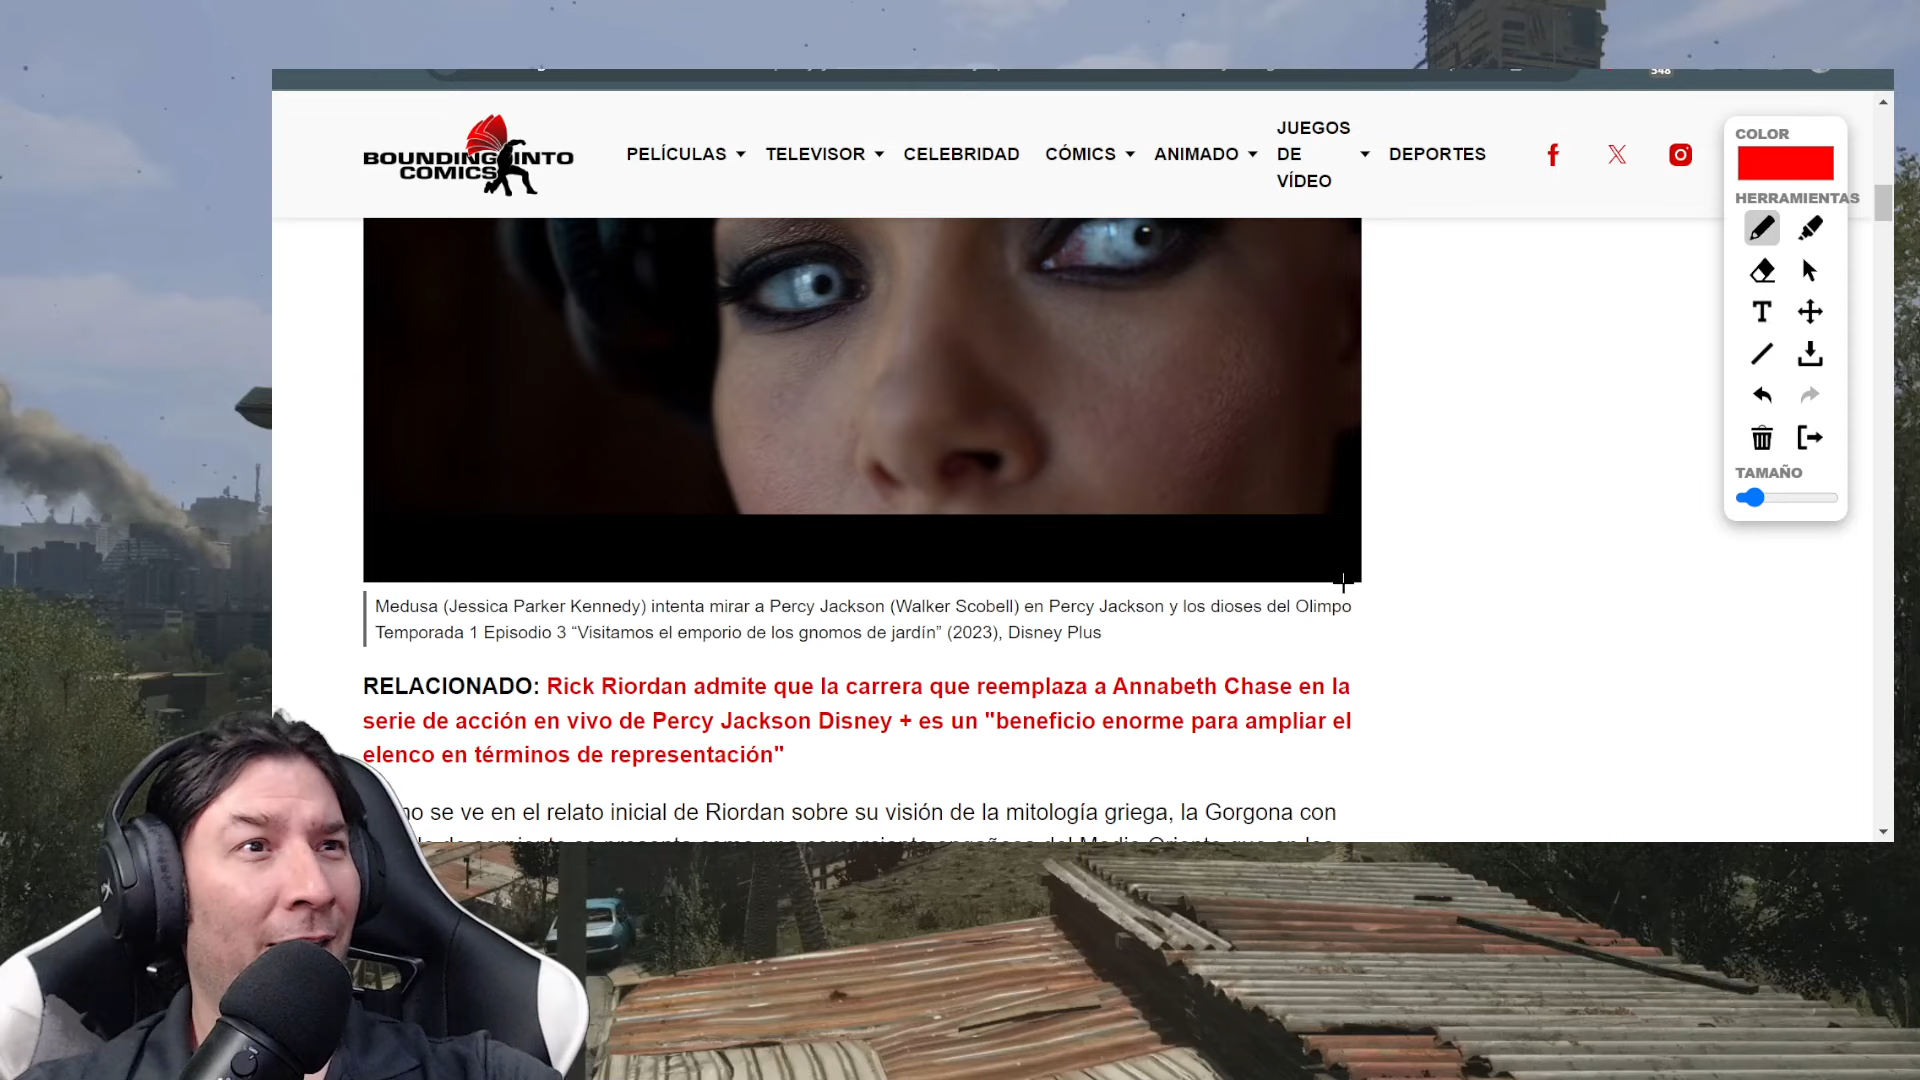 548
BOUNDING INTO
COMICS
PELÍCULAS
TELEVISOR
CELEBRIDAD
CÓMICS
ANIMADO
JUEGOS
DE
VÍDEO
DEPORTES
COLOR
HERRAMIENTAS
TAMAÑO
Medusa (Jessica Parker Kennedy) intenta mirar a Percy Jackson (Walker Scobell) en Percy Jackson y los dioses del Olimpo
Temporada 1 Episodio 3 “Visitamos el emporio de los gnomos de jardín” (2023), Disney Plus
RELACIONADO: Rick Riordan admite que la carrera que reemplaza a Annabeth Chase en la
serie de acción en vivo de Percy Jackson Disney + es un "beneficio enorme para ampliar el
elenco en términos de representación"
se ve en el relato inicial de Riordan sobre su visión de la mitología griega, la Gorgona con